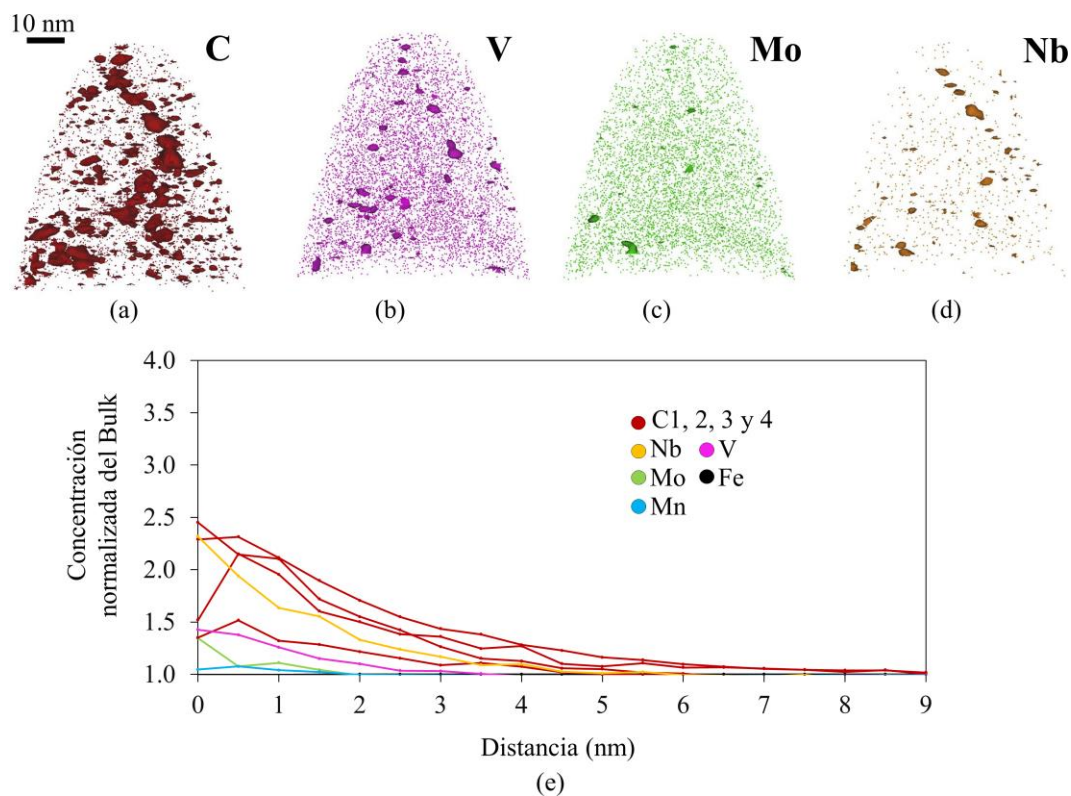 10 nm
C
V
Mo
Nb
(a)
(b)
(c)
(d)
Concentración
normalizada del Bulk
4.0
3.5
3.0
2.5
2.0
1.5
1.0
C1, 2, 3 y 4
Nb
V
Mo
Fe
Mn
0
1
2
3
4
5
6
7
8
9
Distancia (nm)
(e)